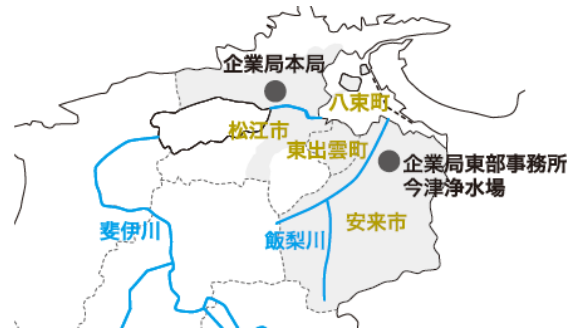 企業局本局
八束町
松江市
東出雲町
企業局東部事務所
今津浄水場
安来市
斐伊川
飯梨川